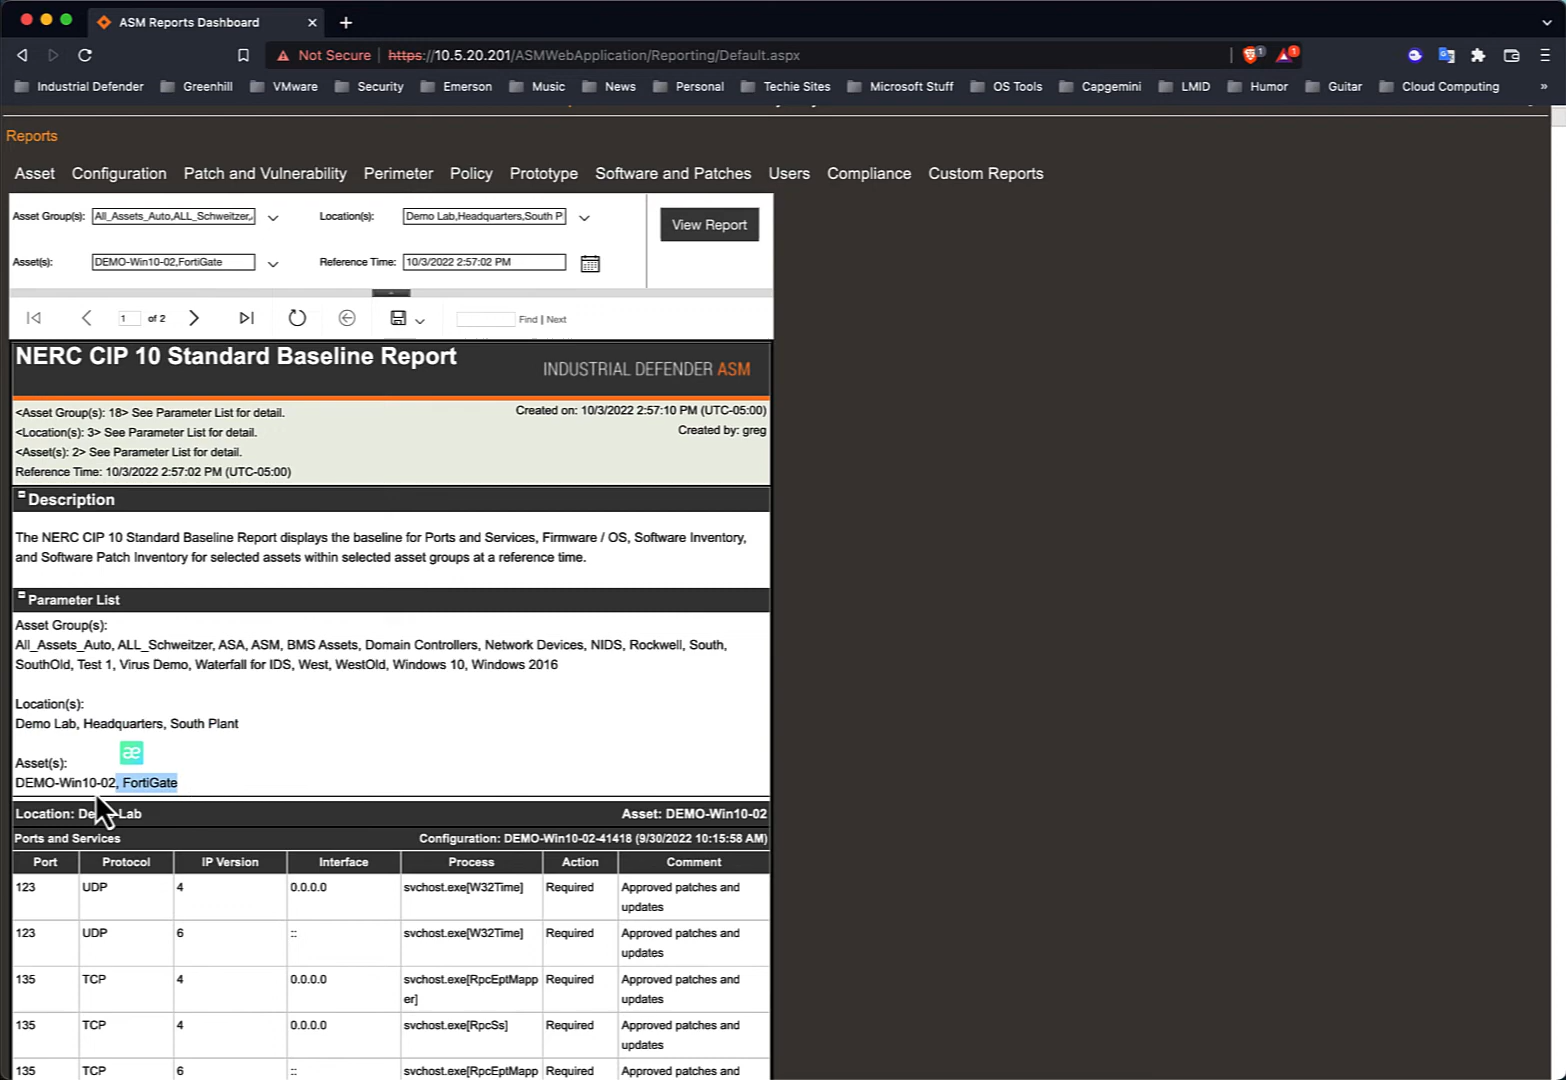 ASM Reports Dashboard
Not Secure https://10.5.20.201/ASMWebApplication/Reporting/Default.aspx
1 1
Industrial Defender Greenhill VMware Security Emerson Music News Personal Techie Sites Microsoft Stuff OS Tools Capgemini LMID Humor Guitar Cloud Computing »
Reports
Asset Configuration Patch and Vulnerability Perimeter Policy Prototype Software and Patches Users Compliance Custom Reports
Asset Group(s): All_Assets_Auto,ALL_Schweitzer, Location(s): Demo Lab,Headquarters,South P View Report
Asset(s): DEMO-Win10-02,FortiGate Reference Time: 10/3/2022 2:57:02 PM
1 of 2 Find | Next
NERC CIP 10 Standard Baseline Report
INDUSTRIAL DEFENDER ASM
<Asset Group(s): 18> See Parameter List for detail. Created on: 10/3/2022 2:57:10 PM (UTC-05:00)
<Location(s): 3> See Parameter List for detail. Created by: greg
<Asset(s): 2> See Parameter List for detail.
Reference Time: 10/3/2022 2:57:02 PM (UTC-05:00)
Description
The NERC CIP 10 Standard Baseline Report displays the baseline for Ports and Services, Firmware / OS, Software Inventory,
and Software Patch Inventory for selected assets within selected asset groups at a reference time.
Parameter List
Asset Group(s):
All_Assets_Auto, ALL_Schweitzer, ASA, ASM, BMS Assets, Domain Controllers, Network Devices, NIDS, Rockwell, South,
SouthOld, Test 1, Virus Demo, Waterfall for IDS, West, WestOld, Windows 10, Windows 2016
Location(s):
Demo Lab, Headquarters, South Plant
æ
Asset(s):
DEMO-Win10-02, FortiGate
Location: De Lab Asset: DEMO-Win10-02
Ports and Services Configuration: DEMO-Win10-02-41418 (9/30/2022 10:15:58 AM)
Port Protocol IP Version Interface Process Action Comment
123 UDP 4 0.0.0.0 svchost.exe[W32Time] Required Approved patches and
updates
123 UDP 6 :: svchost.exe[W32Time] Required Approved patches and
updates
135 TCP 4 0.0.0.0 svchost.exe[RpcEptMapp Required Approved patches and
er] updates
135 TCP 4 0.0.0.0 svchost.exe[RpcSs] Required Approved patches and
updates
135 TCP 6 :: svchost.exe[RpcEptMapp Required Approved patches and